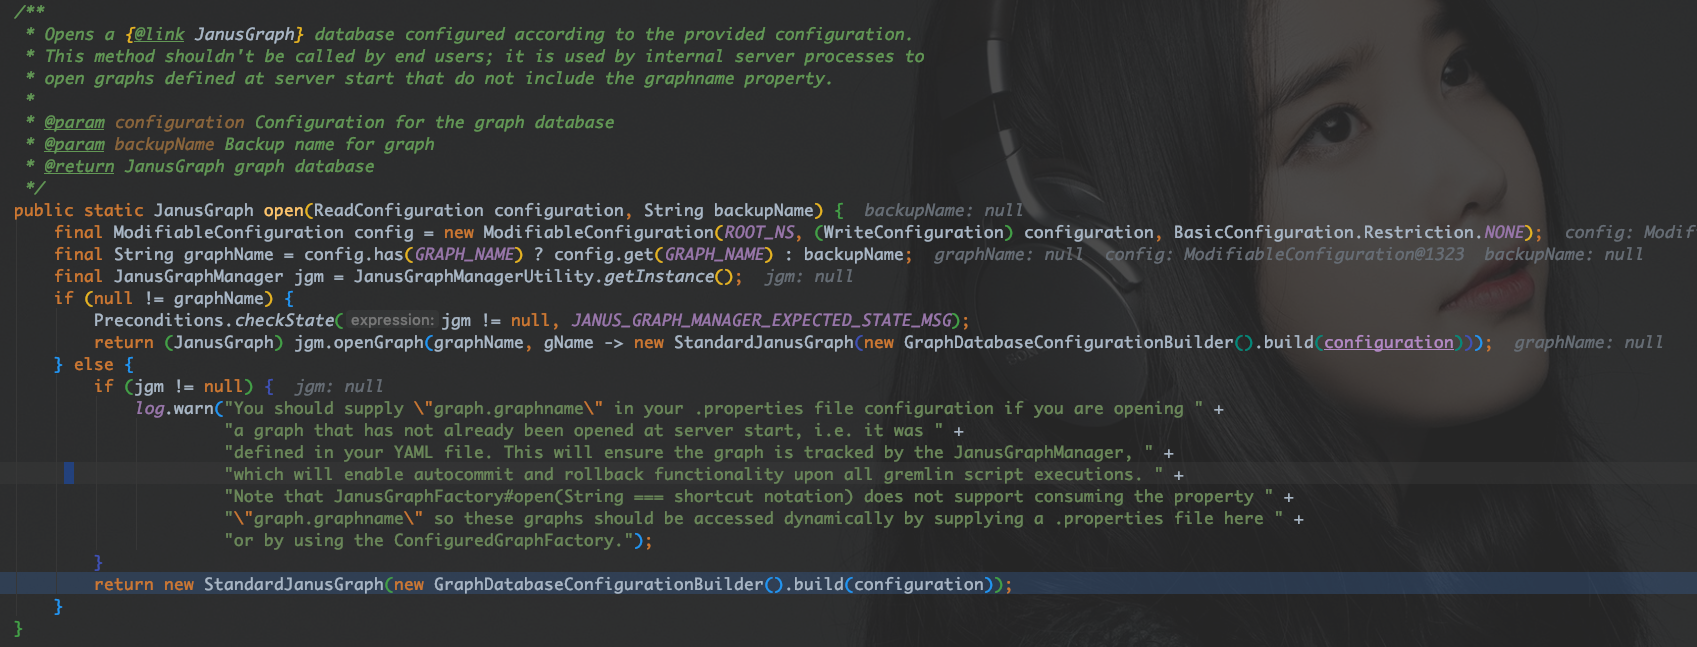 /**
* Opens a {@link JanusGraph} database configured according to the provided configuration.
* This method shouldn't be called by end users; it is used by internal server processes to
* open graphs defined at server start that do not include the graphname property.
*
* @param configuration Configuration for the graph database
* @param backupName Backup name for graph
* @return JanusGraph graph database
*/
public static JanusGraph open(ReadConfiguration configuration, String backupName) {  backupName: null
final ModifiableConfiguration config = new ModifiableConfiguration(ROOT_NS, (WriteConfiguration) configuration, BasicConfiguration.Restriction.NONE);  config: Modif
final String graphName = config.has(GRAPH_NAME) ? config.get(GRAPH_NAME) : backupName;  graphName: null  config: ModifiableConfiguration@1323  backupName: null
final JanusGraphManager jgm = JanusGraphManagerUtility.getInstance();  jgm: null
if (null != graphName) {
Preconditions.checkState( expression: jgm != null, JANUS_GRAPH_MANAGER_EXPECTED_STATE_MSG);
return (JanusGraph) jgm.openGraph(graphName, gName -> new StandardJanusGraph(new GraphDatabaseConfigurationBuilder().build(configuration)));  graphName: null
} else {
if (jgm != null) {  jgm: null
log.warn("You should supply \"graph.graphname\" in your .properties file configuration if you are opening " +
"a graph that has not already been opened at server start, i.e. it was " +
"defined in your YAML file. This will ensure the graph is tracked by the JanusGraphManager, " +
"which will enable autocommit and rollback functionality upon all gremlin script executions. " +
"Note that JanusGraphFactory#open(String === shortcut notation) does not support consuming the property " +
"\"graph.graphname\" so these graphs should be accessed dynamically by supplying a .properties file here " +
"or by using the ConfiguredGraphFactory.");
}
return new StandardJanusGraph(new GraphDatabaseConfigurationBuilder().build(configuration));
}
}